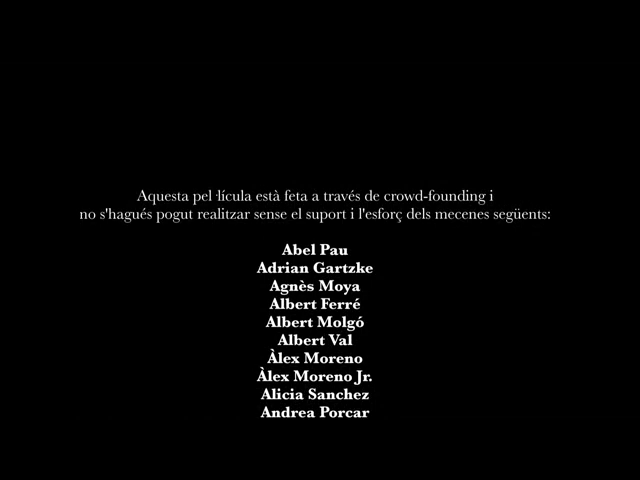 Aquesta pel·lícula està feta a través de crowd-founding i
no s'hagués pogut realitzar sense el suport i l'esforç dels mecenes següents:
Abel Pau
Adrian Gartzke
Agnès Moya
Albert Ferré
Albert Molgó
Albert Val
Àlex Moreno
Àlex Moreno Jr.
Alicia Sanchez
Andrea Porcar